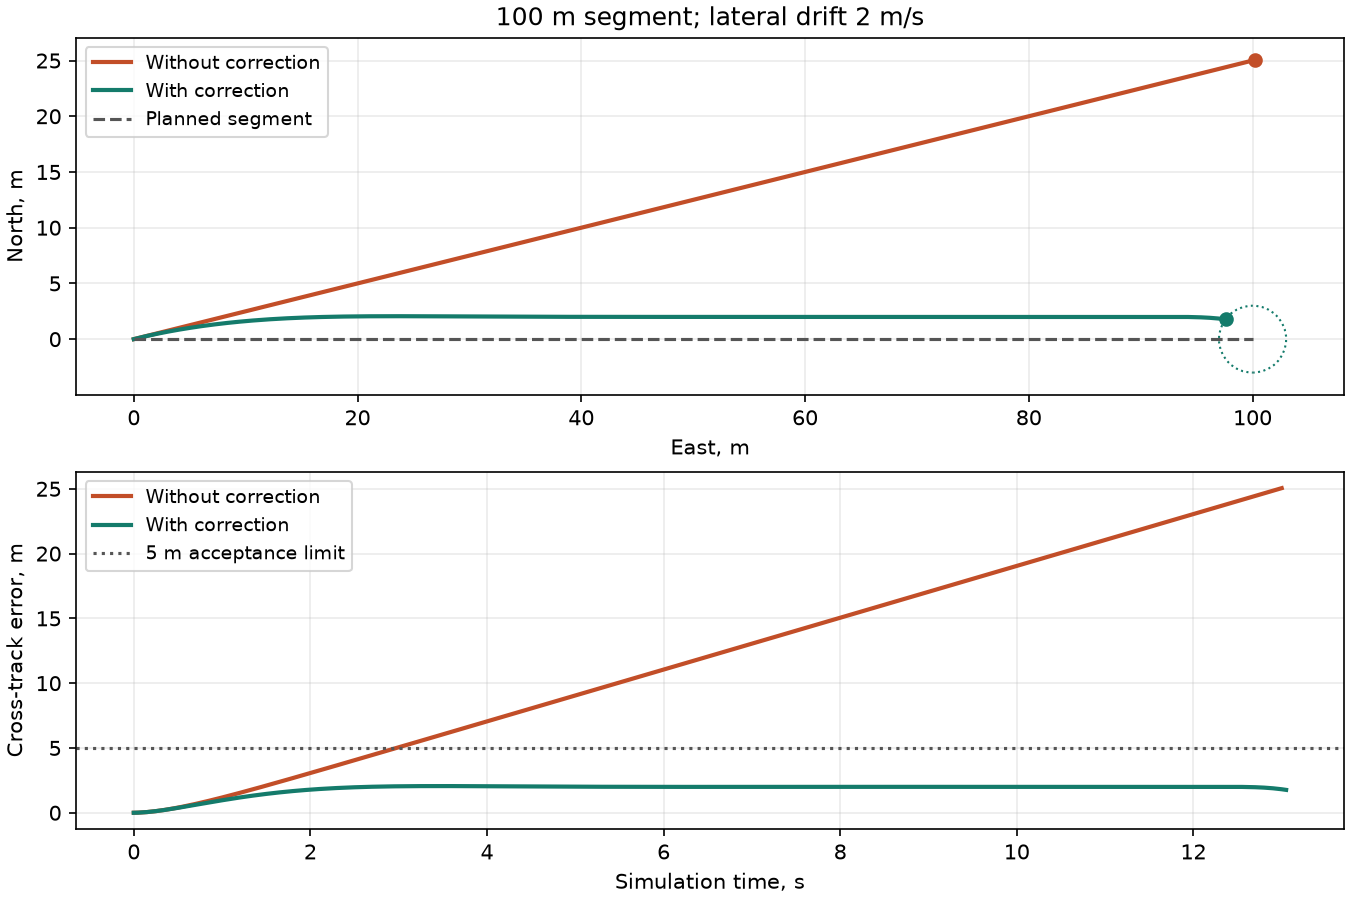 100 m segment; lateral drift 2 m/s
Without correction
With correction
Planned segment
North, m
25
20
15
10
5
0
0 20 40 60 80 100
East, m
Without correction
With correction
5 m acceptance limit
Cross-track error, m
25
20
15
10
5
0
0 2 4 6 8 10 12
Simulation time, s